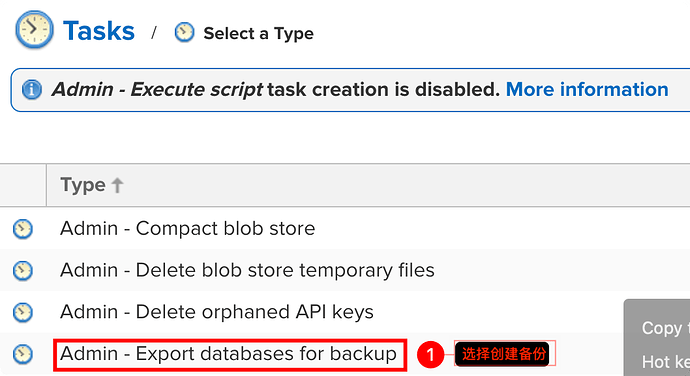 Tasks / Select a Type
Admin - Execute script task creation is disabled. More information
Type
Admin - Compact blob store
Admin - Delete blob store temporary files
Admin - Delete orphaned API keys
Admin - Export databases for backup 1 选择创建备份
Copy t
Hot ke